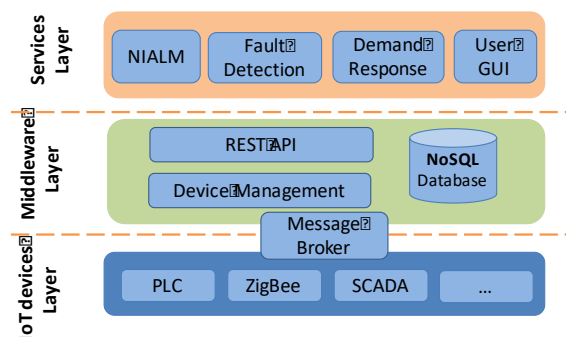 Services
Layer
NIALM
Fault
Detection
Demand
Response
User
GUI
Middleware
Layer
REST API
Device Management
NoSQL
Database
Message
Broker
IoT devices
Layer
PLC
ZigBee
SCADA
...